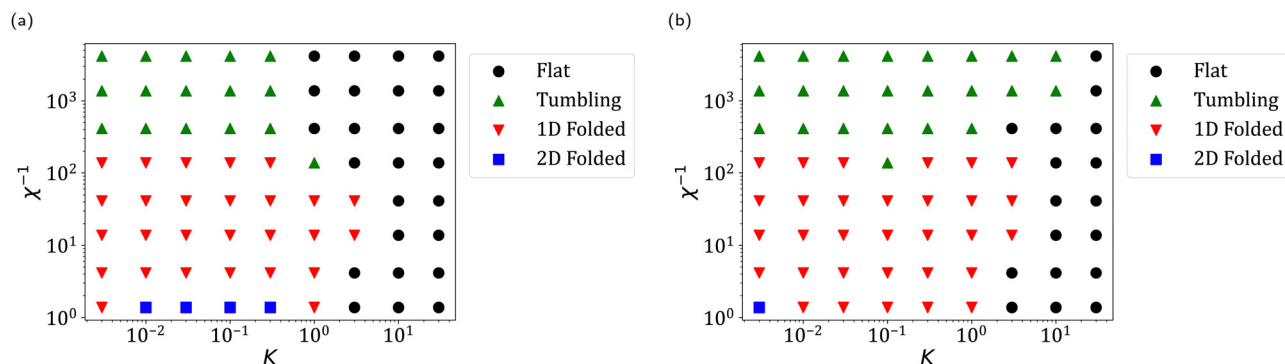 (a)
χ⁻¹
10³
10²
10¹
10⁰
10⁻² 10⁻¹ 10⁰ 10¹
K
Flat
Tumbling
1D Folded
2D Folded
(b)
χ⁻¹
10³
10²
10¹
10⁰
10⁻² 10⁻¹ 10⁰ 10¹
K
Flat
Tumbling
1D Folded
2D Folded